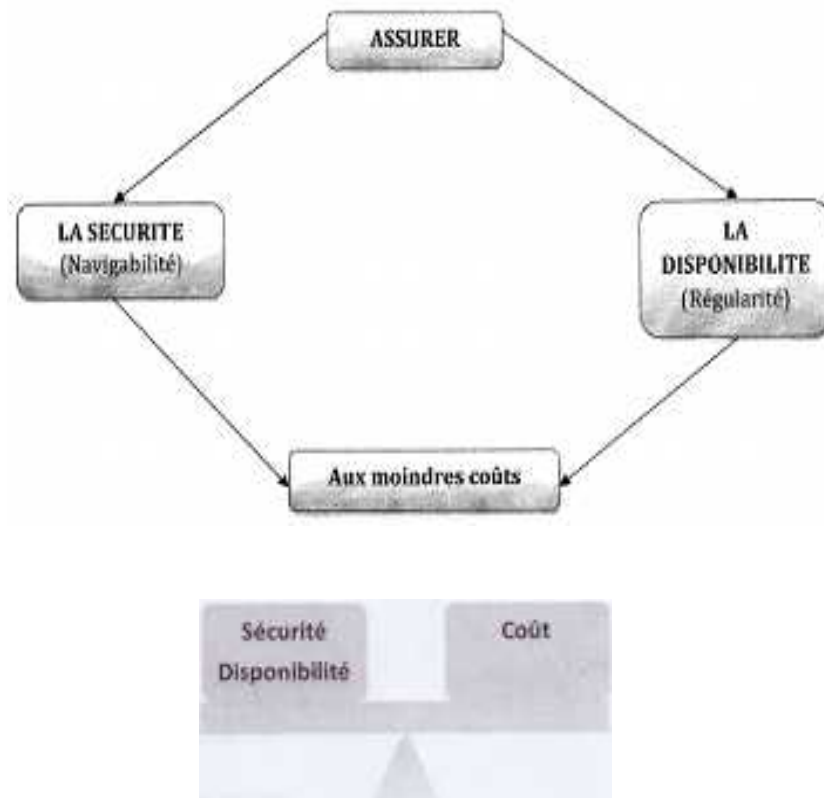 ASSURER
LA SECURITE
(Navigabilité)
LA
DISPONIBILITE
(Régularité)
Aux moindres coûts
Sécurité
Disponibilité
Coût